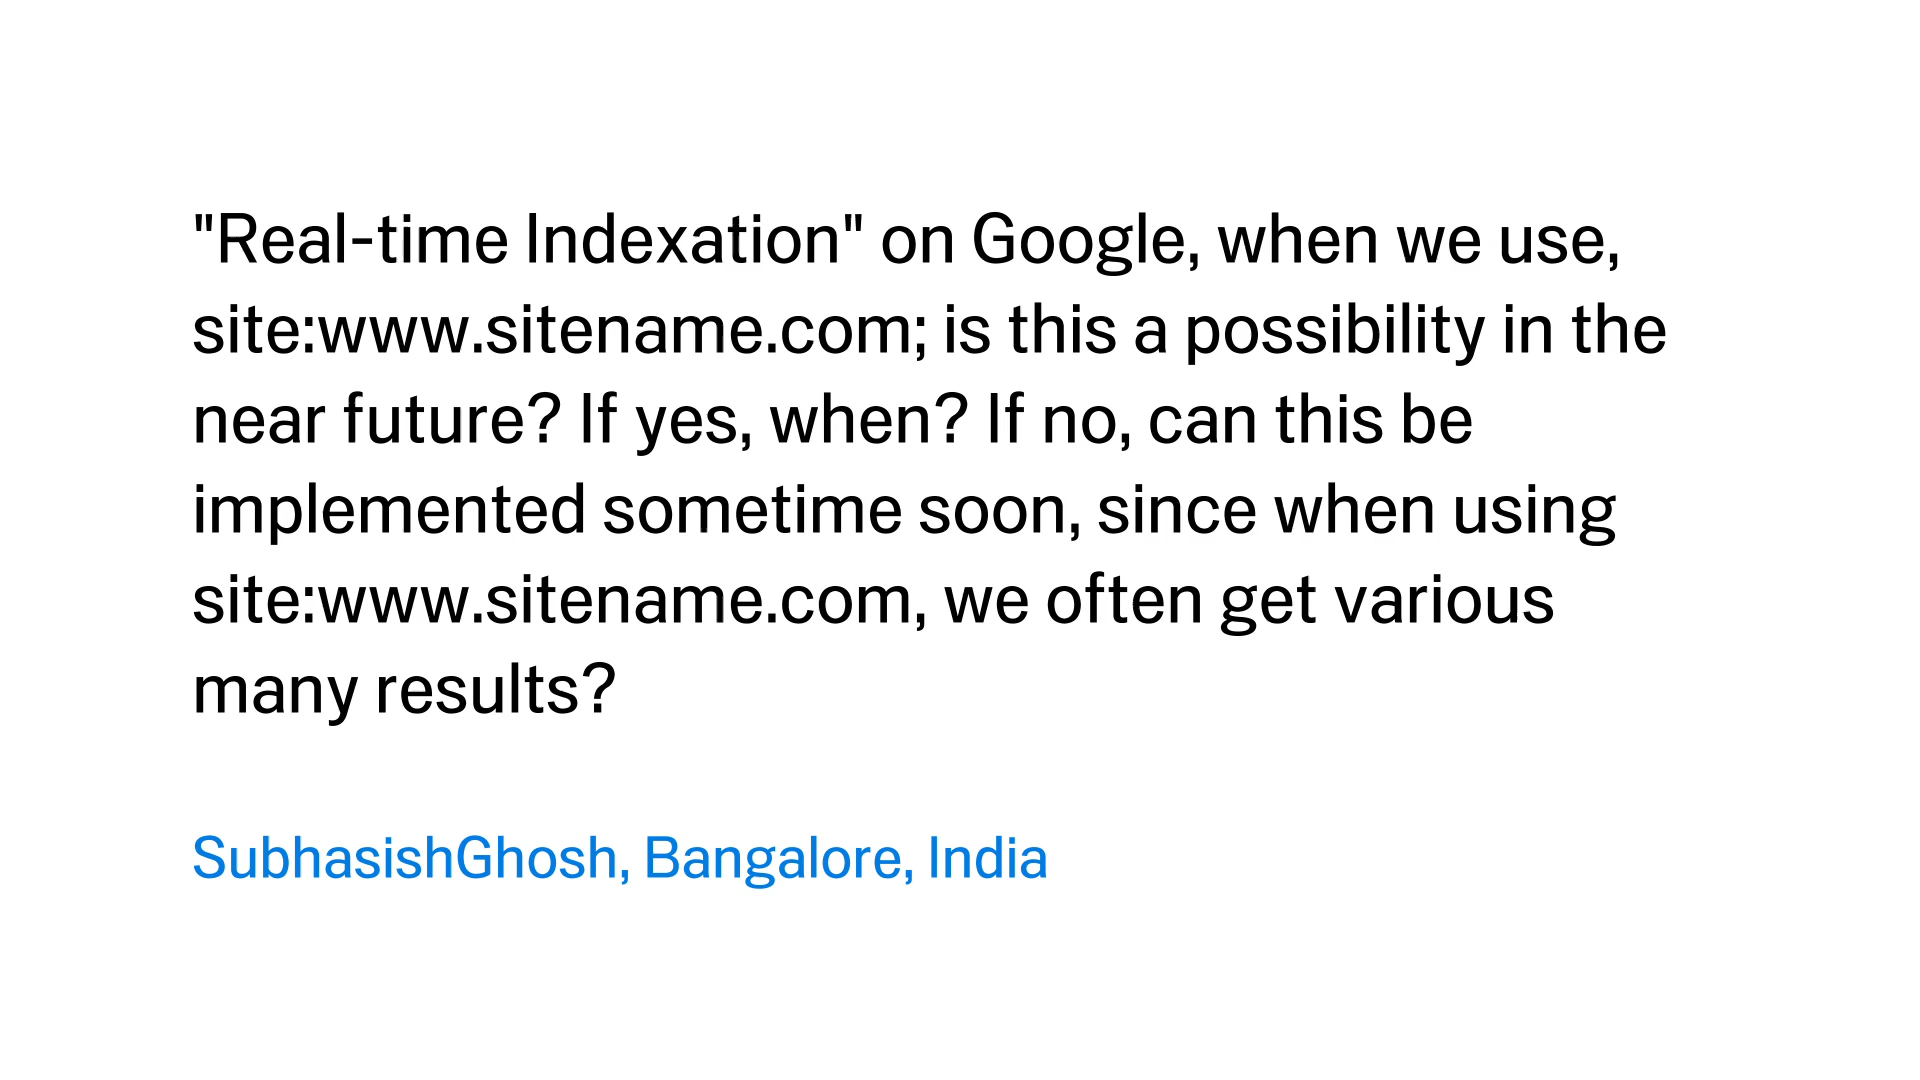 "Real-time Indexation" on Google, when we use,
site:www.sitename.com; is this a possibility in the
near future? If yes, when? If no, can this be
implemented sometime soon, since when using
site:www.sitename.com, we often get various
many results?
SubhasishGhosh, Bangalore, India